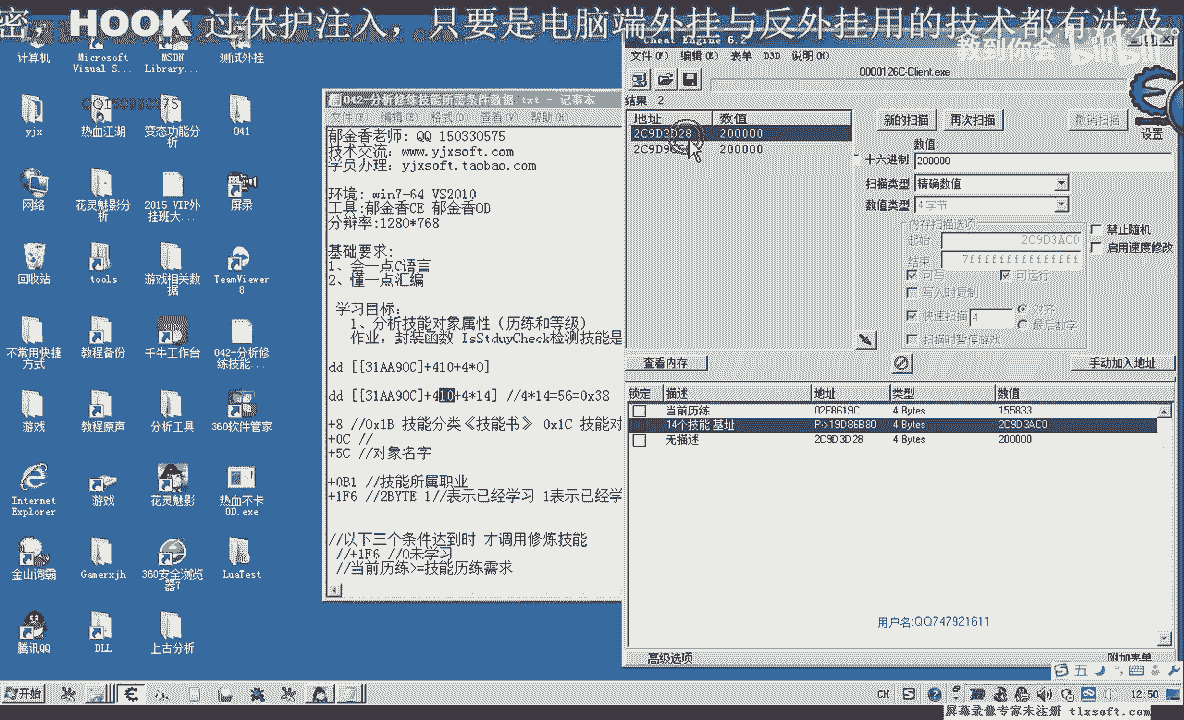 密，HOOK 过保护注入，只要是电脑端外挂与反外挂用的技术都有涉及。
教到你会 bilibili
计算机
Microsoft Visual S...
MSDN Library...
测试外挂
yjx
热血江湖
变态功能分析
041
网络
花灵魅影分析
2015 VIP外挂班大...
屏录
回收站
tools
游戏相关数据
TeamViewer 8
不常用快捷方式
教程备份
千牛工作台
042-分析修炼技能...
游戏
教程原声
分析工具
360软件管家
Internet Explorer
游戏
花灵魅影
热血不卡OD.exe
金山词霸
Gamerxjh
360安全浏览器7
LuaTest
腾讯QQ
DLL
上古分析
042-分析修炼技能所需条件数据.txt - 记事本
文件(F) 编辑(E) 格式(O) 查看(V) 帮助(H)
郁金香老师: QQ 150330575
技术交流: www.yjxsoft.com
学员办理: yjxsoft.taobao.com
环境: win7-64 VS2010
工具:郁金香CE 郁金香OD
分辩率:1280*768
基础要求:
1、会一点C语言
2、懂一点汇编
学习目标:
1、分析技能对象属性（历练和等级）
作业，封装函数 IsStduyCheck检测技能是
dd [[31AA90C]+410+4*0]
dd [[31AA90C]+410+4*14] //4*14=56=0x38
+8 //0x1B 技能分类《技能书》 0x1C 技能对
+0C //
+5C //对象名字
+0B1 //技能所属职业
+1F6 //2BYTE 1//表示已经学习 1表示已经学
//以下三个条件达到时 才调用修炼技能
//+1F6 //0未学习
//当前历练>=技能历练需求
Cheat Engine 6.2
文件(F) 编辑(E) 表单 D3D 说明(H)
0000126C-Client.exe
结果 2
地址 数值
2C9D3D28 200000
200000
新的扫描 再次扫描 撤消扫描
设置
数值:
十六进制 200000
扫描类型 精确数值
数值类型 4字节
内存扫描选项
起始 2C9D3AC0
结束 7fffffffffffffff
可写 可运行
写入时复制
快速扫描 4 对齐
最后数字
扫描时暂停游戏
禁止随机
启用速度修改
查看内存 手动加入地址
锁定 描述 地址 类型 数值
当前历练 02F8619C 4 Bytes 155833
14个技能 基址 P->19D86B80 4 Bytes 2C9D3AC0
无描述 2C9D3D28 4 Bytes 200000
用户名:QQ747921611
高级选项 附加表单
开始
CH
12:50
屏幕录像专家未注册 tlxsoft.com